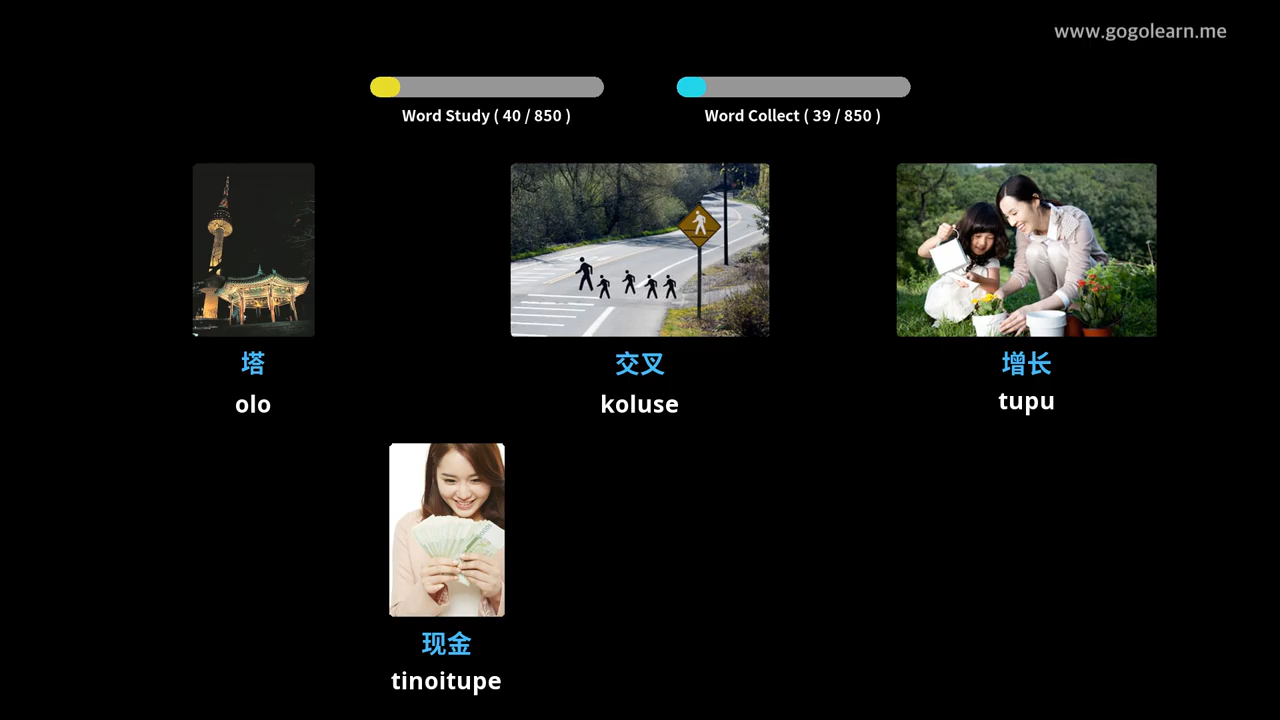 www.gogolearn.me
Word Study ( 40 / 850 )
Word Collect ( 39 / 850 )
塔
olo
交叉
koluse
增长
tupu
现金
tinoitupe